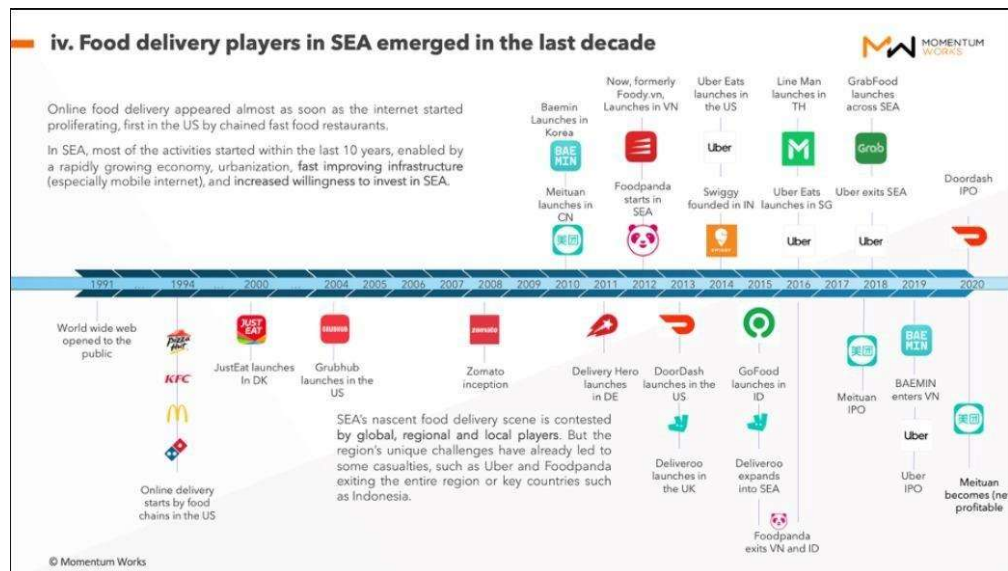 iv. Food delivery players in SEA emerged in the last decade
MOMENTUM
WORKS
Online food delivery appeared almost as soon as the internet started
proliferating, first in the US by chained fast food restaurants.
In SEA, most of the activities started within the last 10 years, enabled by
a rapidly growing economy, urbanization, fast improving infrastructure
(especially mobile internet), and increased willingness to invest in SEA.
Baemin
Launches in
Korea
BAE
MIN
Meituan
launches in
CN
美团
Now, formerly
Foody.vn,
Launches in VN
Foodpanda
starts in
SEA
Uber Eats
launches in
the US
Uber
Swiggy
founded in IN
Line Man
launches in
TH
Uber Eats
launches in SG
Uber
GrabFood
launches
across SEA
Grab
Uber exits SEA
Uber
Doordash
IPO
1991 ... 1994 ... 2000 ... 2004 2005 2006 2007 2008 2009 2010 2011 2012 2013 2014 2015 2016 2017 2018 2019 2020
World wide web
opened to the
public
Pizza
Hut
KFC
Online delivery
starts by food
chains in the US
JUST
EAT
JustEat launches
In DK
GRUBHUB
Grubhub
launches in the
US
zomato
Zomato
inception
Delivery Hero
launches
in DE
DoorDash
launches in the
US
Deliveroo
launches in
the UK
GoFood
launches in
ID
Deliveroo
expands
into SEA
Foodpanda
exits VN and ID
美团
Meituan
IPO
BAE
MIN
BAEMIN
enters VN
Uber
Uber
IPO
美团
Meituan
becomes (ne
profitable
SEA's nascent food delivery scene is contested
by global, regional and local players. But the
region's unique challenges have already led to
some casualties, such as Uber and Foodpanda
exiting the entire region or key countries such
as Indonesia.
© Momentum Works